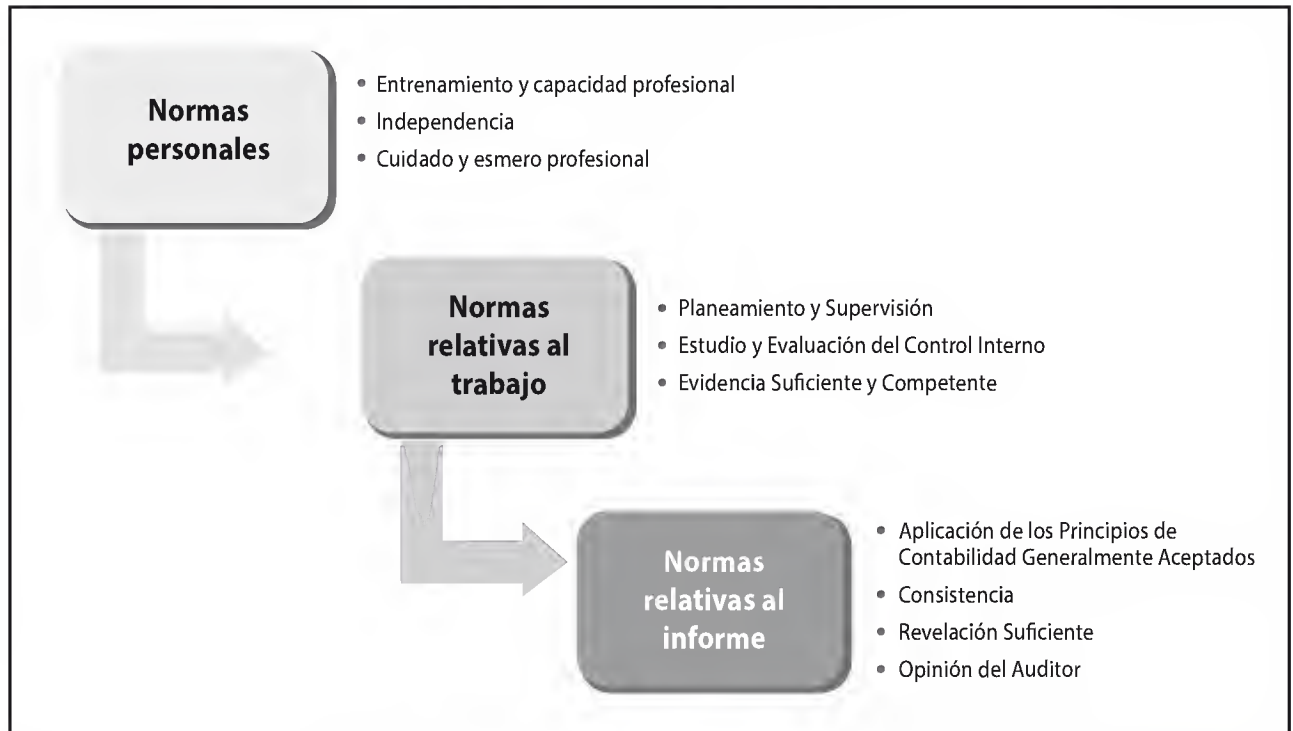 Normas
personales
• Entrenamiento y capacidad profesional
• Independencia
• Cuidado y esmero profesional
Normas
relativas al
trabajo
• Planeamiento y Supervisión
• Estudio y Evaluación del Control Interno
• Evidencia Suficiente y Competente
Normas
relativas al
informe
• Aplicación de los Principios de
Contabilidad Generalmente Aceptados
• Consistencia
• Revelación Suficiente
• Opinión del Auditor